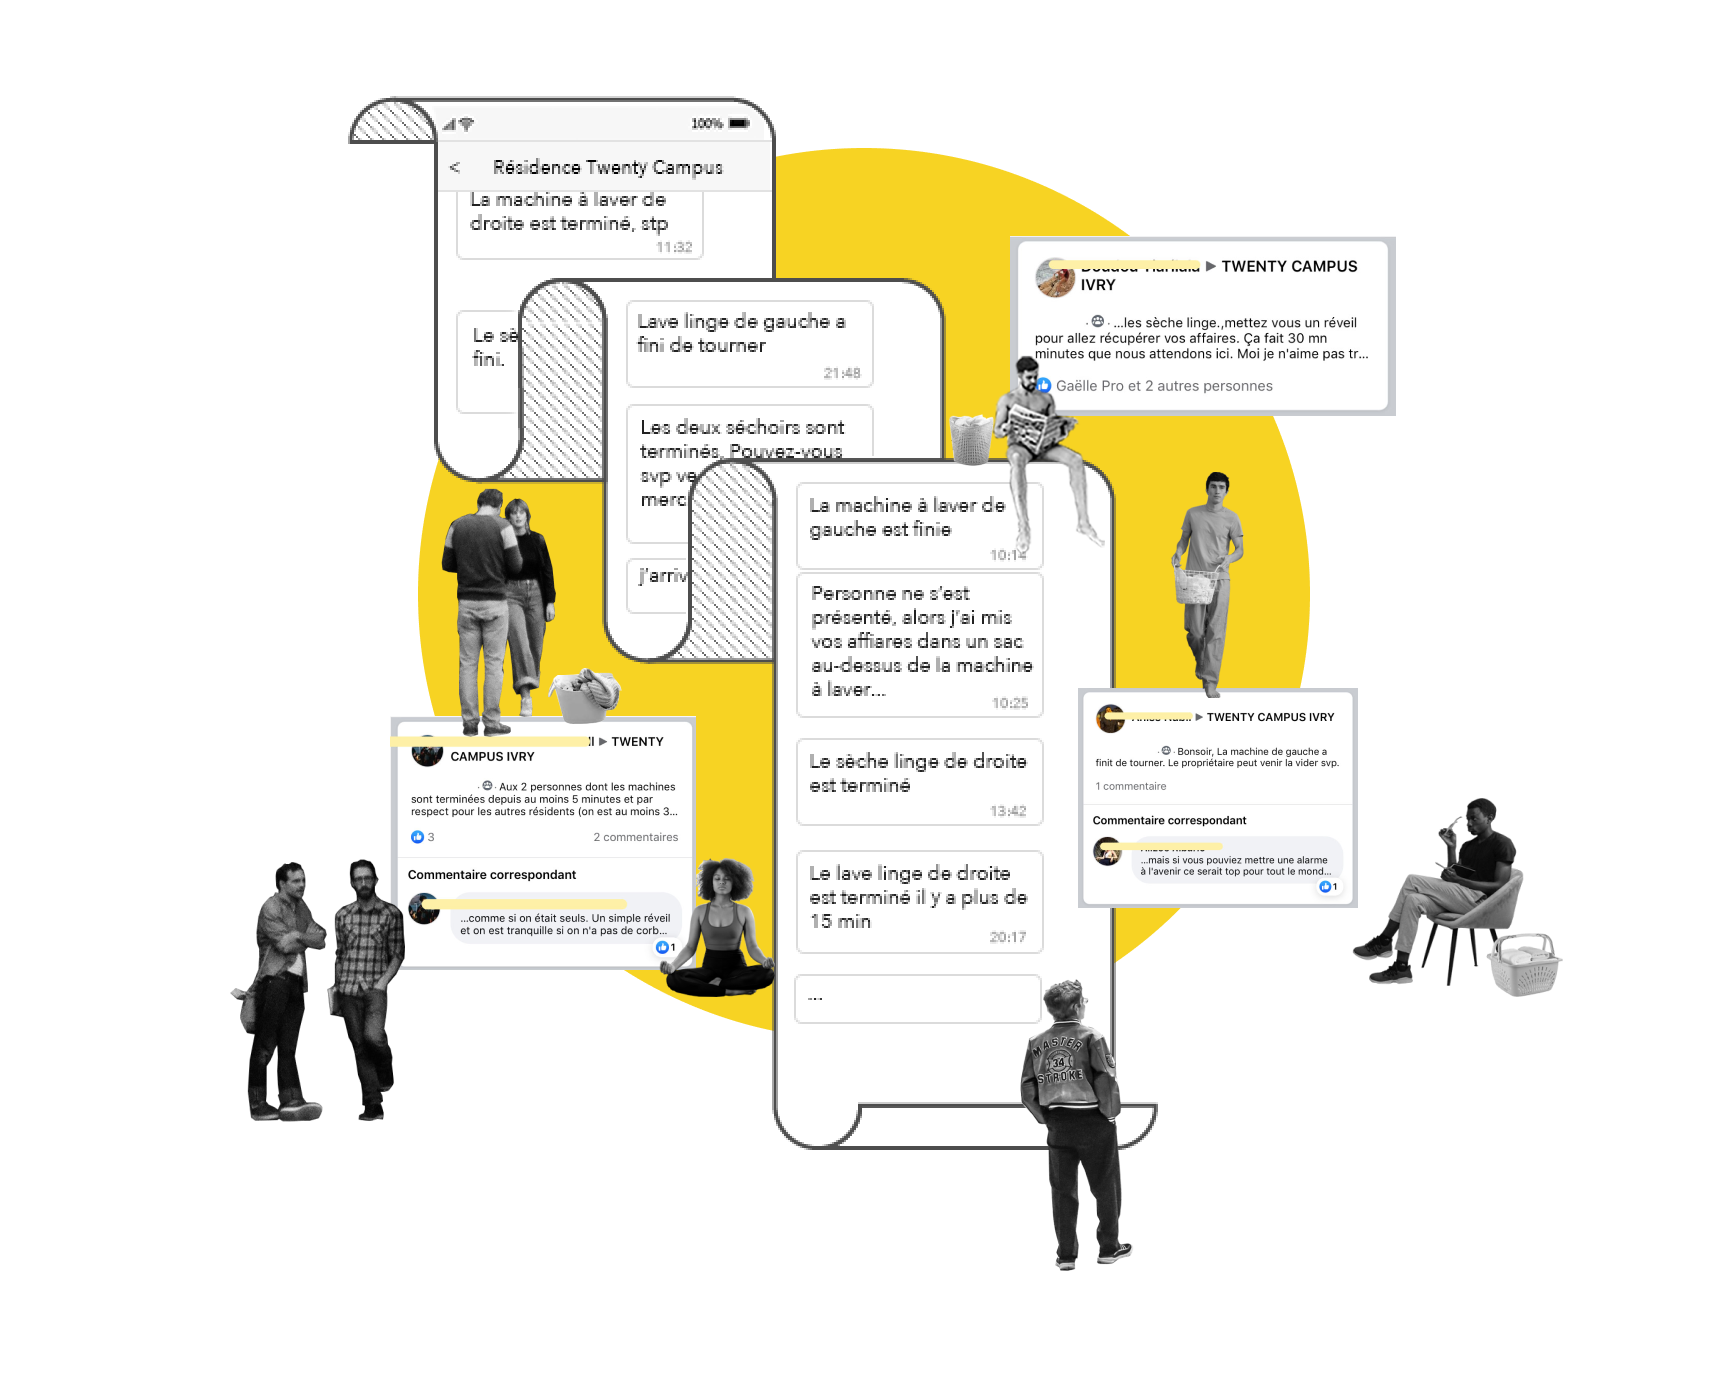 100%
< Résidence Twenty Campus
La machine à laver de
droite est terminé, stp
11:32
Le sè
fini.
Lave linge de gauche a
fini de tourner
21:48
Les deux séchoirs sont
terminés. Pouvez-vous
svp ve
merc
j'arriv
La machine à laver de
gauche est finie
10:14
Personne ne s'est
présenté, alors j'ai mis
vos affiares dans un sac
au-dessus de la machine
à laver...
10:25
Le sèche linge de droite
est terminé
13:42
Le lave linge de droite
est terminé il y a plus de
15 min
20:17
...
TWENTY CAMPUS
IVRY
...les sèche linge.,mettez vous un réveil
pour allez récupérer vos affaires. Ça fait 30 mn
minutes que nous attendons ici. Moi je n'aime pas tr...
Gaëlle Pro et 2 autres personnes
TWENTY
CAMPUS IVRY
Aux 2 personnes dont les machines
sont terminées depuis au moins 5 minutes et par
respect pour les autres résidents (on est au moins 3...
3 2 commentaires
Commentaire correspondant
...comme si on était seuls. Un simple réveil
et on est tranquille si on n'a pas de corb...
1
TWENTY CAMPUS IVRY
Bonsoir, La machine de gauche a
finit de tourner. Le propriétaire peut venir la vider svp.
1 commentaire
Commentaire correspondant
...mais si vous pouviez mettre une alarme
à l'avenir ce serait top pour tout le mond...
1
MASTER
34
STROKE